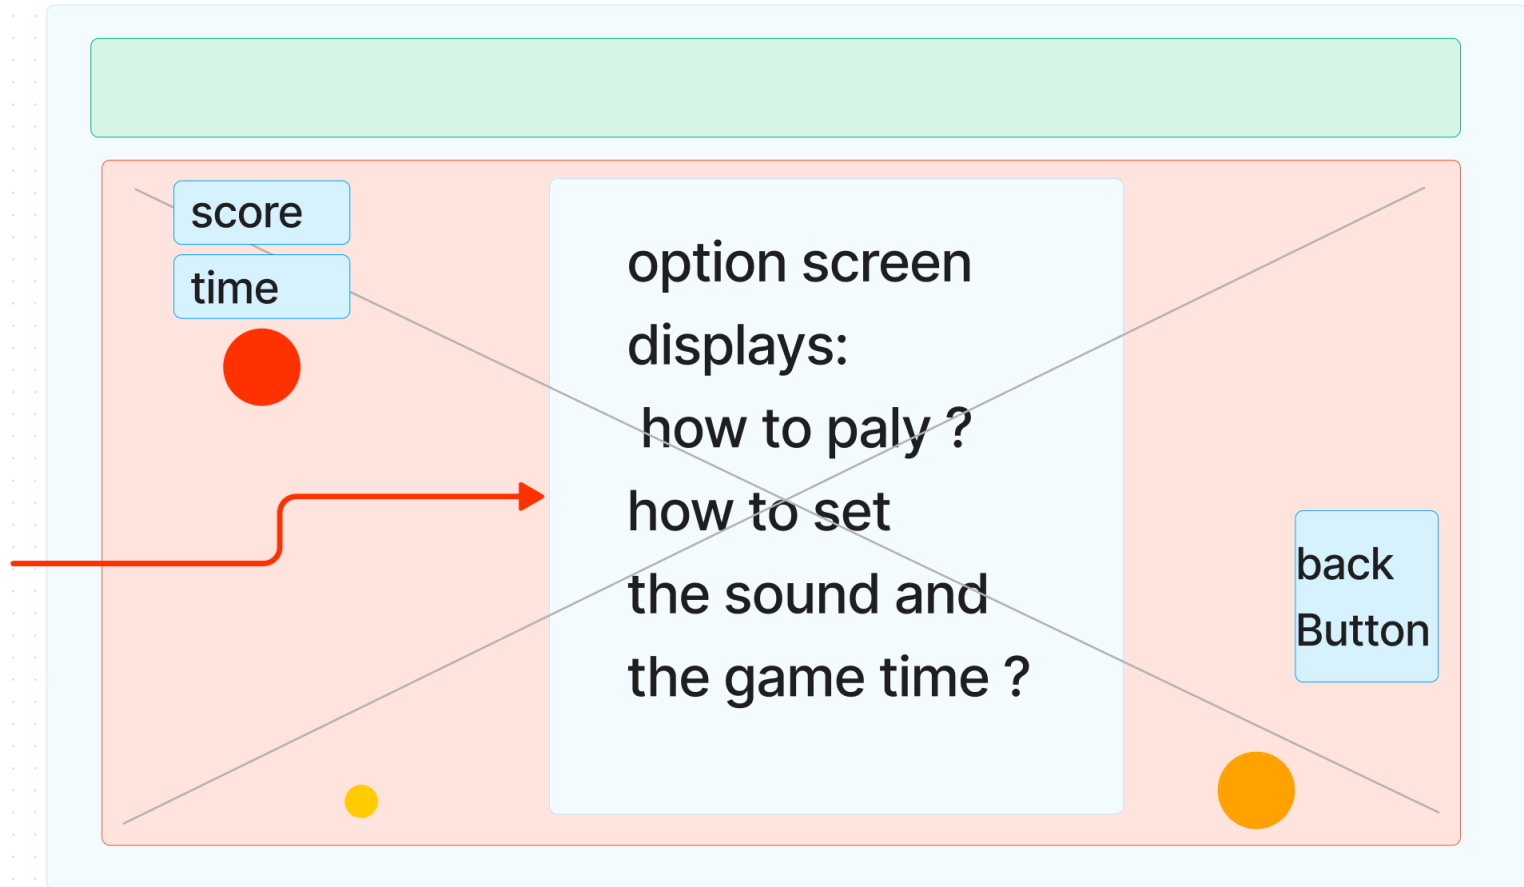 score
time
option screen
displays:
how to paly ?
how to set
the sound and
the game time ?
back
Button